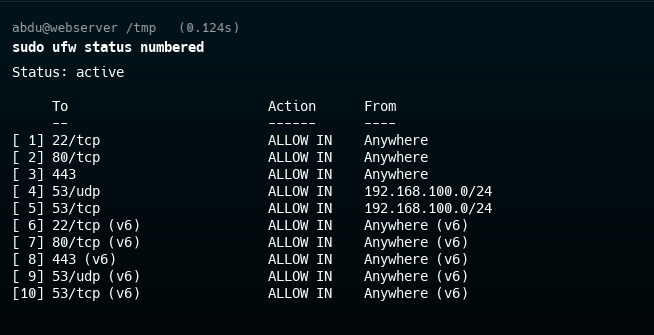 abdu@webserver /tmp (0.124s)
sudo ufw status numbered
Status: active
     To                         Action      From
     --                         ------      ----
[ 1] 22/tcp                     ALLOW IN    Anywhere
[ 2] 80/tcp                     ALLOW IN    Anywhere
[ 3] 443                        ALLOW IN    Anywhere
[ 4] 53/udp                     ALLOW IN    192.168.100.0/24
[ 5] 53/tcp                     ALLOW IN    192.168.100.0/24
[ 6] 22/tcp (v6)                ALLOW IN    Anywhere (v6)
[ 7] 80/tcp (v6)                ALLOW IN    Anywhere (v6)
[ 8] 443 (v6)                   ALLOW IN    Anywhere (v6)
[ 9] 53/udp (v6)                ALLOW IN    Anywhere (v6)
[10] 53/tcp (v6)                ALLOW IN    Anywhere (v6)